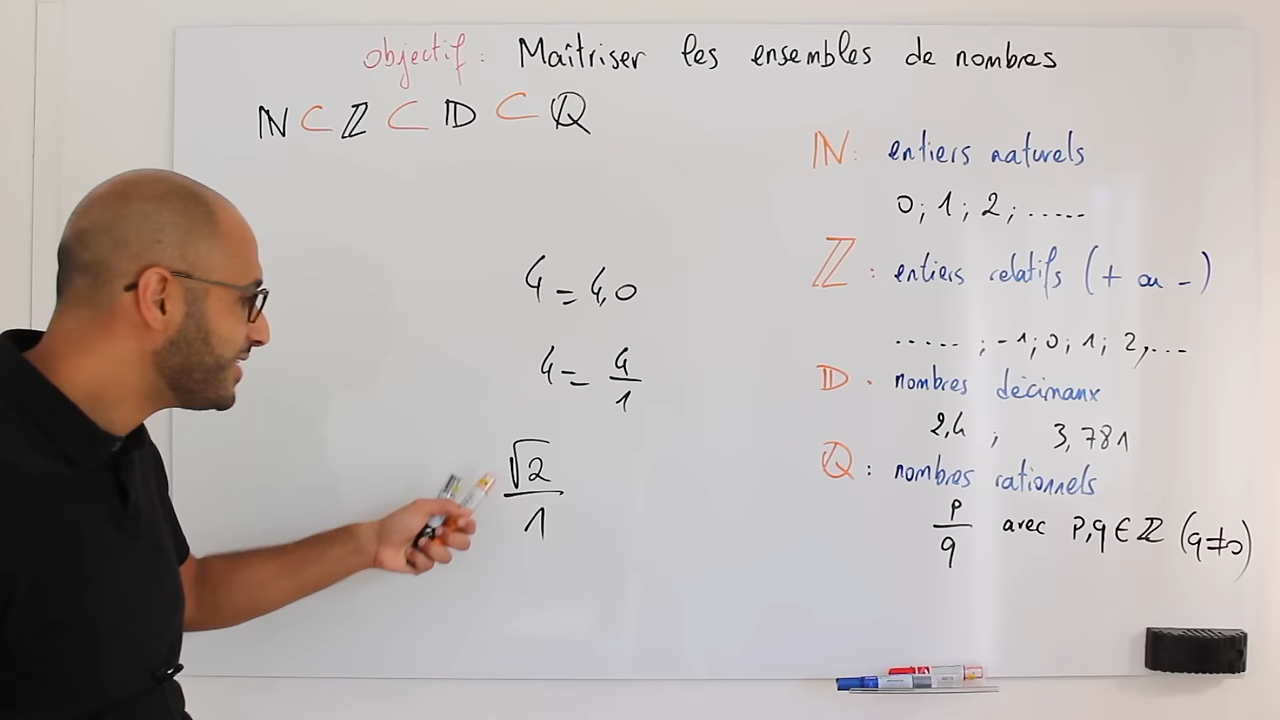 Objectif : Maîtriser les ensembles de nombres
ℕ ⊂ ℤ ⊂ 𝔻 ⊂ ℚ
ℕ : entiers naturels
0 ; 1 ; 2 ; .....
ℤ : entiers relatifs (+ ou -)
..... ; -1 ; 0 ; 1 ; 2 , ...
𝔻 . nombres décimaux
2,4 ; 3,781
ℚ : nombres rationnels
p/q avec p,q ∈ ℤ (q≠0)
4 = 4,0
4 = 4/1
√2/1